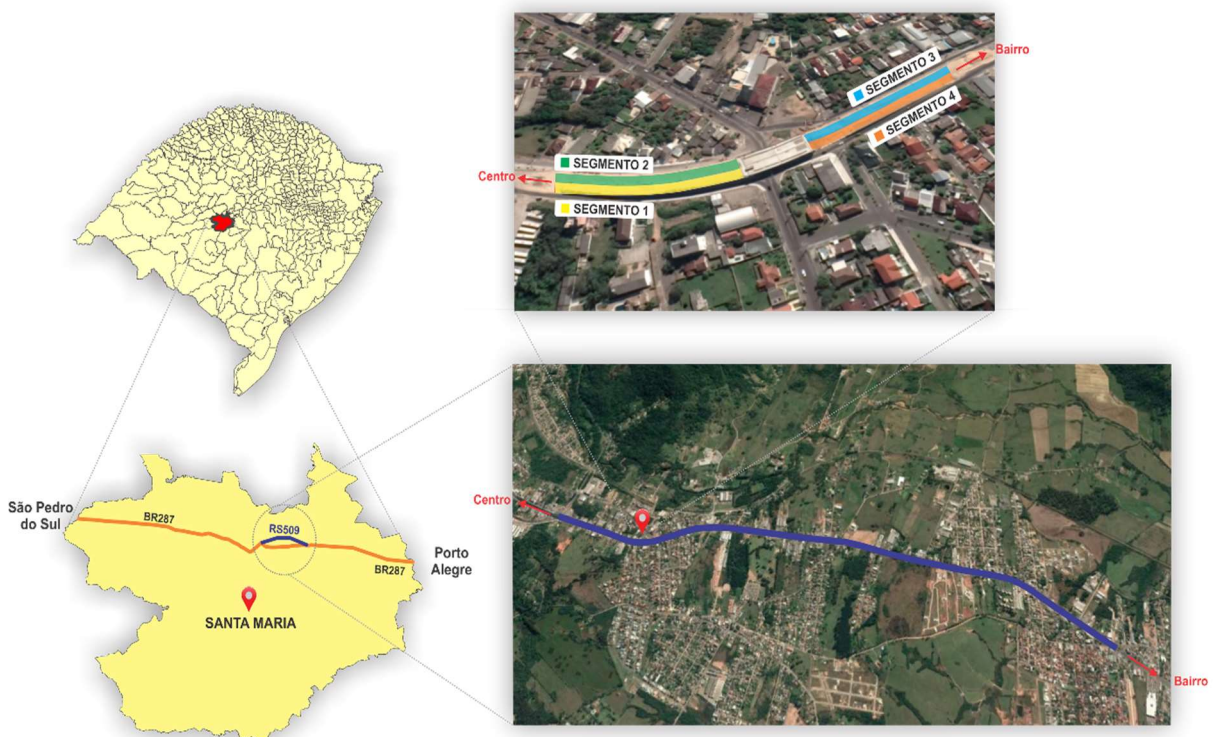 Bairro
SEGMENTO 3
SEGMENTO 4
SEGMENTO 2
Centro
SEGMENTO 1
Centro
São Pedro
do Sul
BR287
RS509
Porto
Alegre
BR287
SANTA MARIA
Bairro